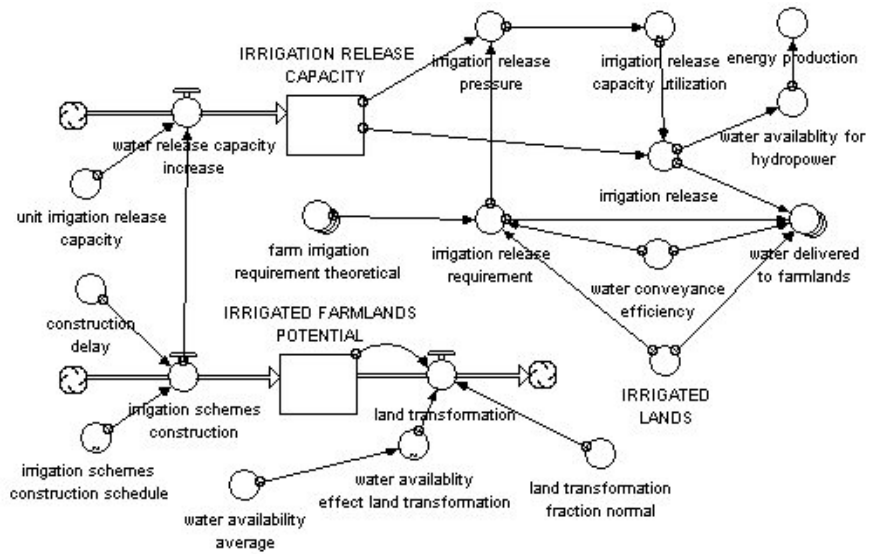 IRRIGATION RELEASE
CAPACITY
irrigation release
pressure
irrigation release
capacity utilization
energy production
water release capacity
increase
water availablity for
hydropower
unit irrigation release
capacity
irrigation release
farm irrigation
requirement theoretical
irrigation release
requirement
water delivered
to farmlands
water conveyance
efficiency
construction
delay
IRRIGATED FARMLANDS
POTENTIAL
irrigation schemes
construction
land transformation
IRRIGATED
LANDS
irrigation schemes
construction schedule
water availability
average
water availablity
effect land transformation
land transformation
fraction normal